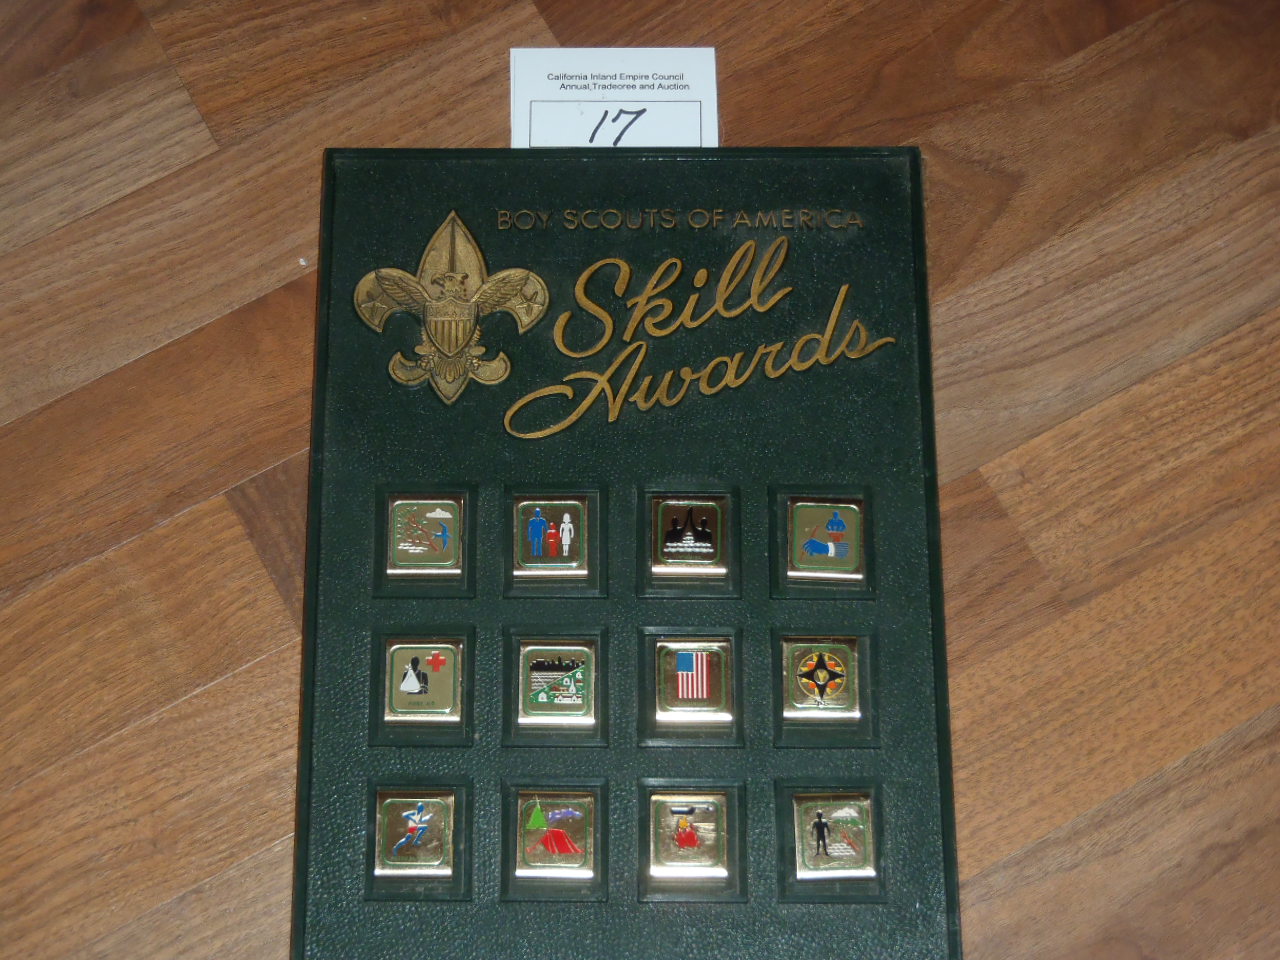 California Inland Empire Council
Annual,Tradeoree and Auction
17
BOY SCOUTS OF AMERICA
Skill
Awards